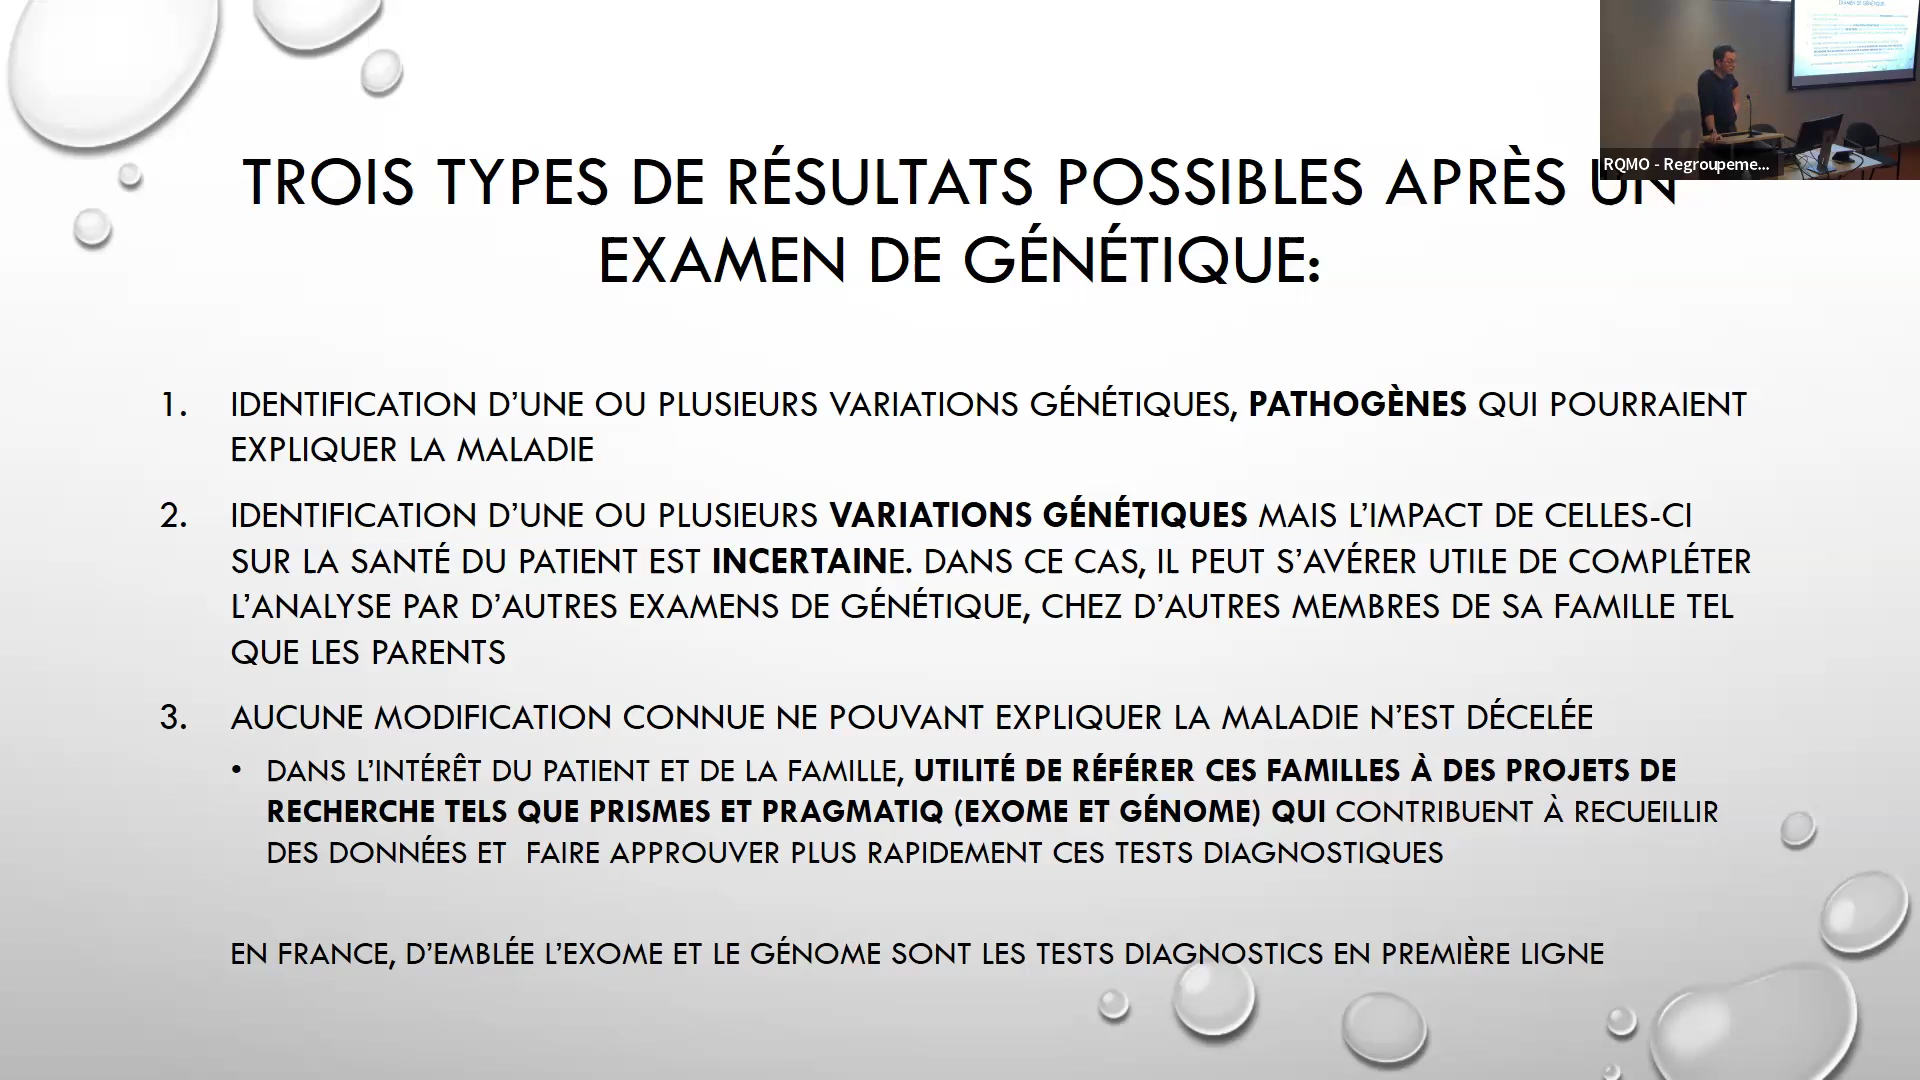 TROIS TYPES DE RÉSULTATS POSSIBLES APRÈS UN
EXAMEN DE GÉNÉTIQUE:
RQMO - Regroupeme...
1. IDENTIFICATION D’UNE OU PLUSIEURS VARIATIONS GÉNÉTIQUES, PATHOGÈNES QUI POURRAIENT
EXPLIQUER LA MALADIE
2. IDENTIFICATION D’UNE OU PLUSIEURS VARIATIONS GÉNÉTIQUES MAIS L’IMPACT DE CELLES-CI
SUR LA SANTÉ DU PATIENT EST INCERTAINE. DANS CE CAS, IL PEUT S’AVÉRER UTILE DE COMPLÉTER
L’ANALYSE PAR D’AUTRES EXAMENS DE GÉNÉTIQUE, CHEZ D’AUTRES MEMBRES DE SA FAMILLE TEL
QUE LES PARENTS
3. AUCUNE MODIFICATION CONNUE NE POUVANT EXPLIQUER LA MALADIE N’EST DÉCELÉE
• DANS L’INTÉRÊT DU PATIENT ET DE LA FAMILLE, UTILITÉ DE RÉFÉRER CES FAMILLES À DES PROJETS DE
RECHERCHE TELS QUE PRISMES ET PRAGMATIQ (EXOME ET GÉNOME) QUI CONTRIBUENT À RECUEILLIR
DES DONNÉES ET FAIRE APPROUVER PLUS RAPIDEMENT CES TESTS DIAGNOSTIQUES
EN FRANCE, D’EMBLÉE L’EXOME ET LE GÉNOME SONT LES TESTS DIAGNOSTICS EN PREMIÈRE LIGNE